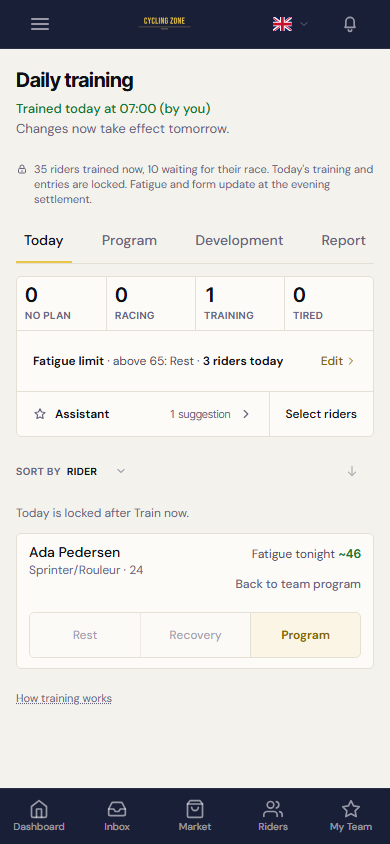 CYCLING ZONE
Daily training
Trained today at 07:00 (by you)
Changes now take effect tomorrow.
35 riders trained now, 10 waiting for their race. Today's training and
entries are locked. Fatigue and form update at the evening
settlement.
Today Program Development Report
0 0 1 0
NO PLAN RACING TRAINING TIRED
Fatigue limit · above 65: Rest · 3 riders today Edit
Assistant 1 suggestion Select riders
SORT BY RIDER
Today is locked after Train now.
Ada Pedersen Fatigue tonight ~46
Sprinter/Rouleur · 24
Back to team program
Rest Recovery Program
How training works
Dashboard Inbox Market Riders My Team